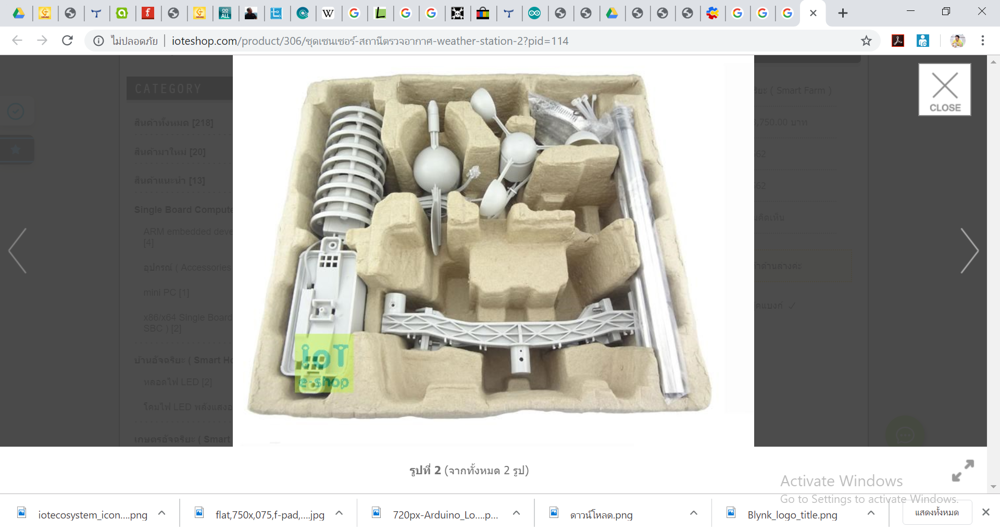 ไม่ปลอดภัย
ioteshop.com/product/306/ชุดเซนเซอร์-สถานีตรวจอากาศ-weather-station-2?pid=114
CATEGORY
สินค้าทั้งหมด [218]
สินค้ามาใหม่ [20]
สินค้าแนะนำ [13]
Single Board Compute
ARM embedded deve
[4]
อุปกรณ์ ( Accessories
mini PC [1]
x86/x64 Single Board
SBC ) [2]
บ้านอัจฉริยะ ( Smart Ho
หลอดไฟ LED [2]
โคมไฟ LED พลังแสงอ
เกษตรอัจฉริยะ ( Smart
ริยะ ( Smart Farm )
,750.00 บาท
62
62
CLOSE
IoT
e-shop
รูปที่ 2 (จากทั้งหมด 2 รูป)
Activate Windows
Go to Settings to activate Windows.
iotecosystem_icon....png
flat,750x,075,f-pad,....jpg
720px-Arduino_Lo....p...
ดาวน์โหลด.png
Blynk_logo_title.png
แสดงทั้งหมด